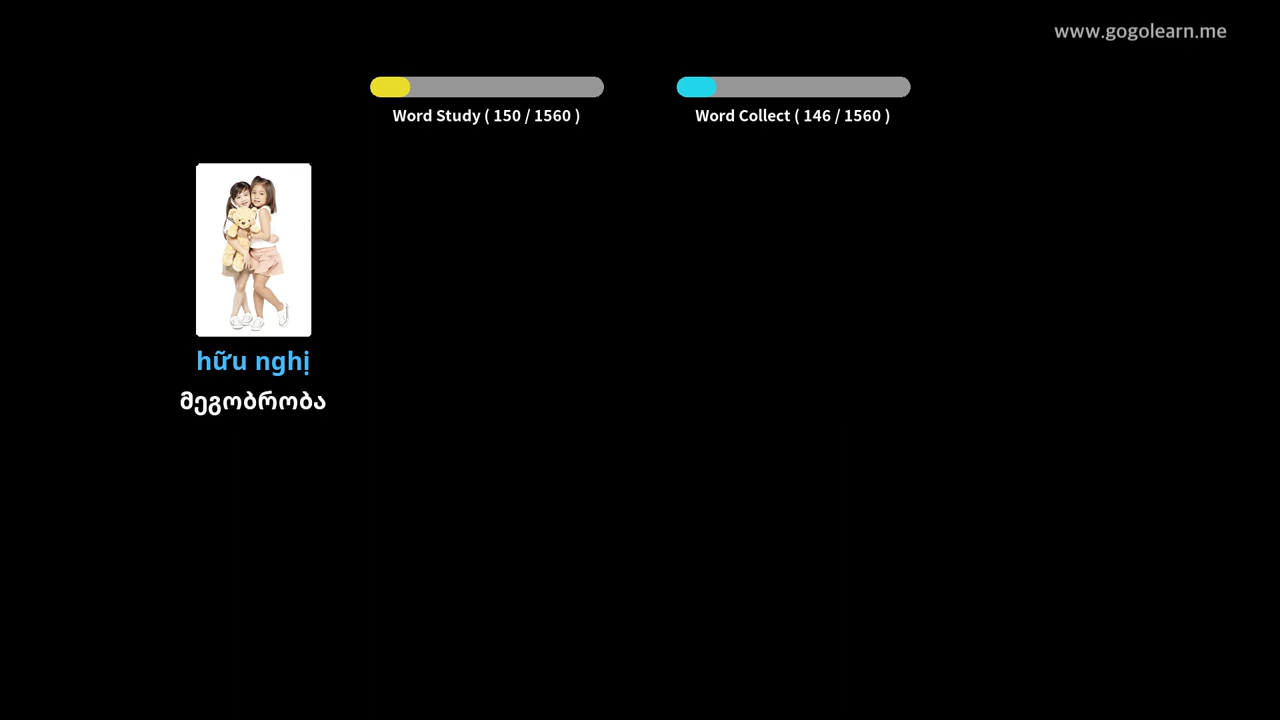 www.gogolearn.me
Word Study ( 150 / 1560 )
Word Collect ( 146 / 1560 )
hữu nghị
მეგობრობა